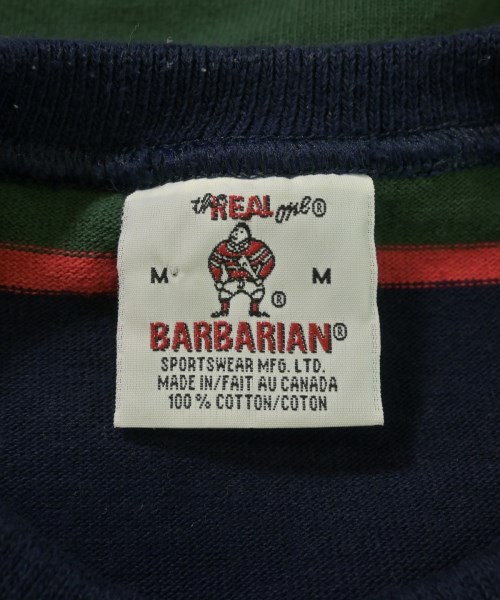 the REAL one®
M M
®
BARBARIAN®
SPORTSWEAR MFG. LTD.
MADE IN/FAIT AU CANADA
100 % COTTON/COTON